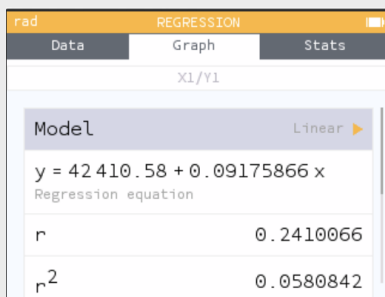 rad REGRESSION
Data Graph Stats
X1/Y1
Model Linear
y = 42 410.58 + 0.09175866 x
Regression equation
r 0.2410066
r² 0.0580842